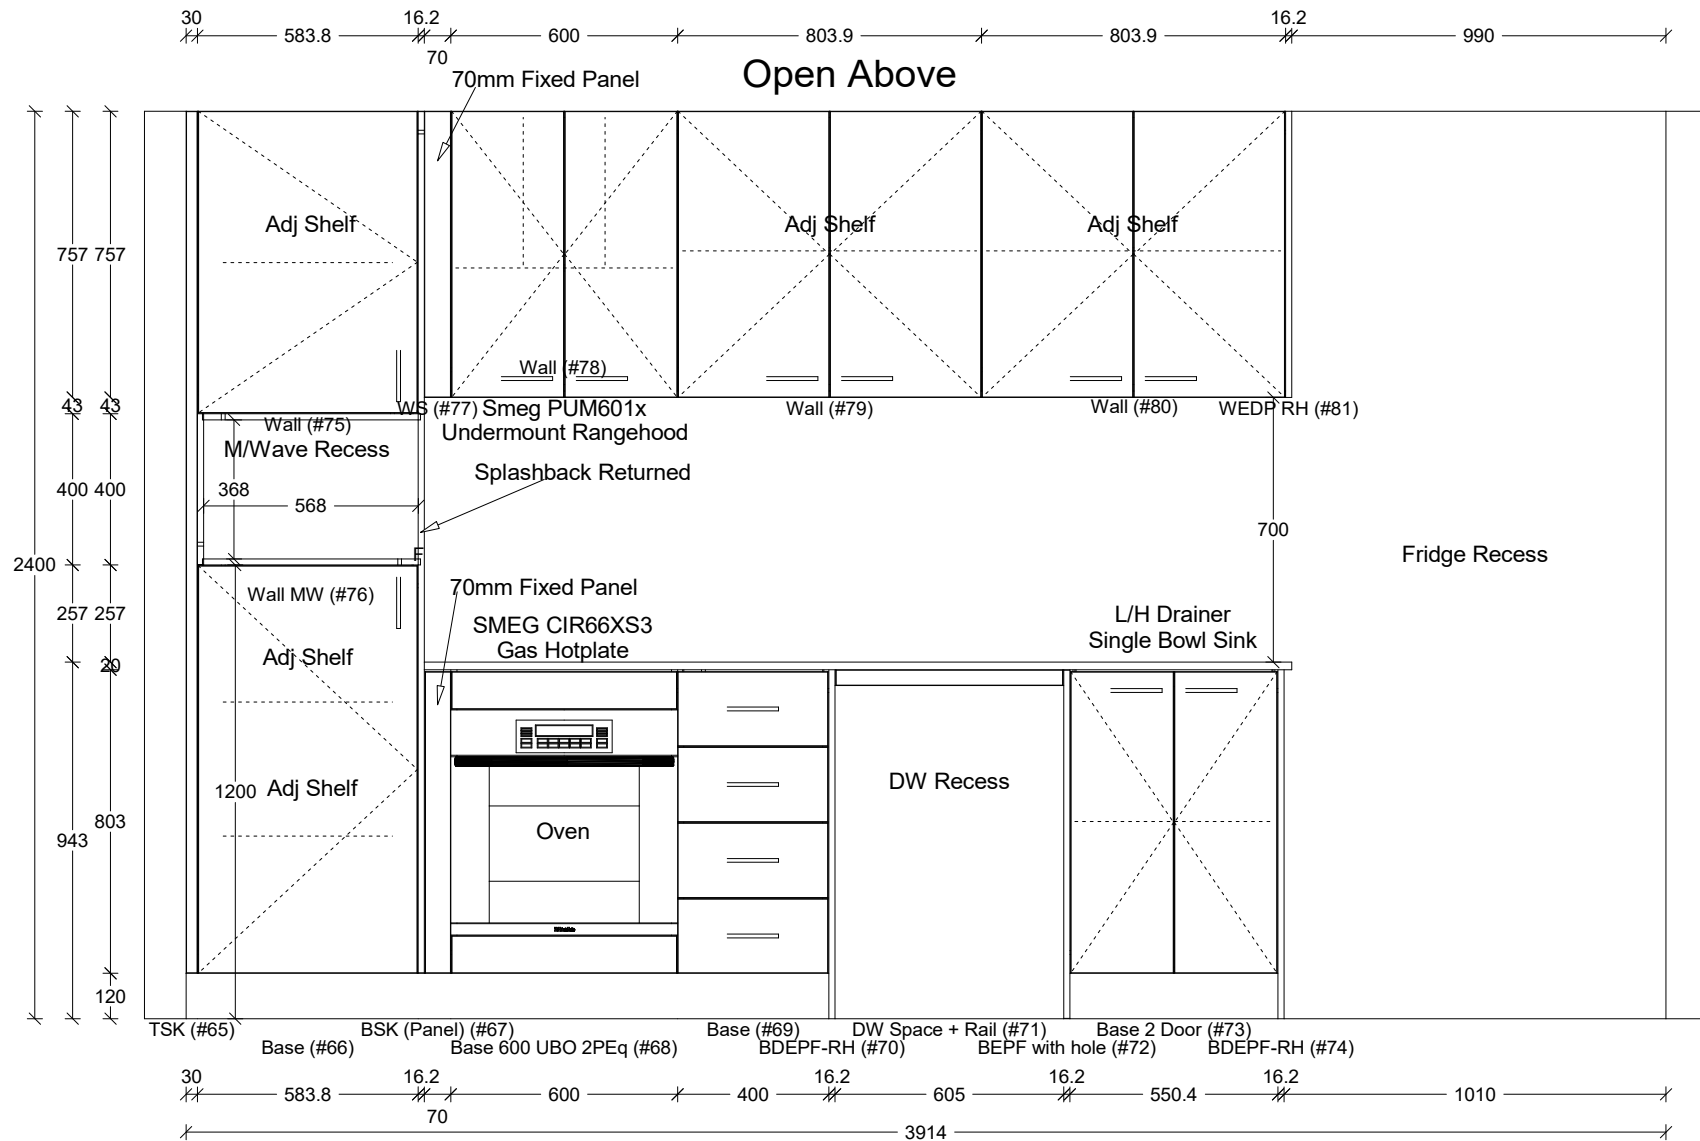 30
16.2
16.2
583.8
600
803.9
803.9
990
70
70mm Fixed Panel
Open Above
Adj Shelf
Adj Shelf
Adj Shelf
757
757
Wall (#78)
43
43
WS (#77)
Smeg PUM601x
Undermount Rangehood
Wall (#79)
Wall (#80)
WEDP RH (#81)
Wall (#75)
M/Wave Recess
Splashback Returned
400
400
368
568
700
F
2400
Fridge Recess
70mm Fixed Panel
Wall MW (#76)
257
257
SMEG CIR66XS3
Gas Hotplate
L/H Drainer
Single Bowl Sink
Adj Shelf
20
DW Recess
1200
Adj Shelf
803
943
Oven
120
TSK (#65)
BSK (Panel) (#67)
Base (#69)
DW Space + Rail (#71)
Base 2 Door (#73)
Base (#66)
Base 600 UBO 2PEq (#68)
BDEPF-RH (#70)
BEPF with hole (#72)
BDEPF-RH (#74)
30
16.2
16.2
16.2
16.2
583.8
600
400
605
550.4
1010
70
3914